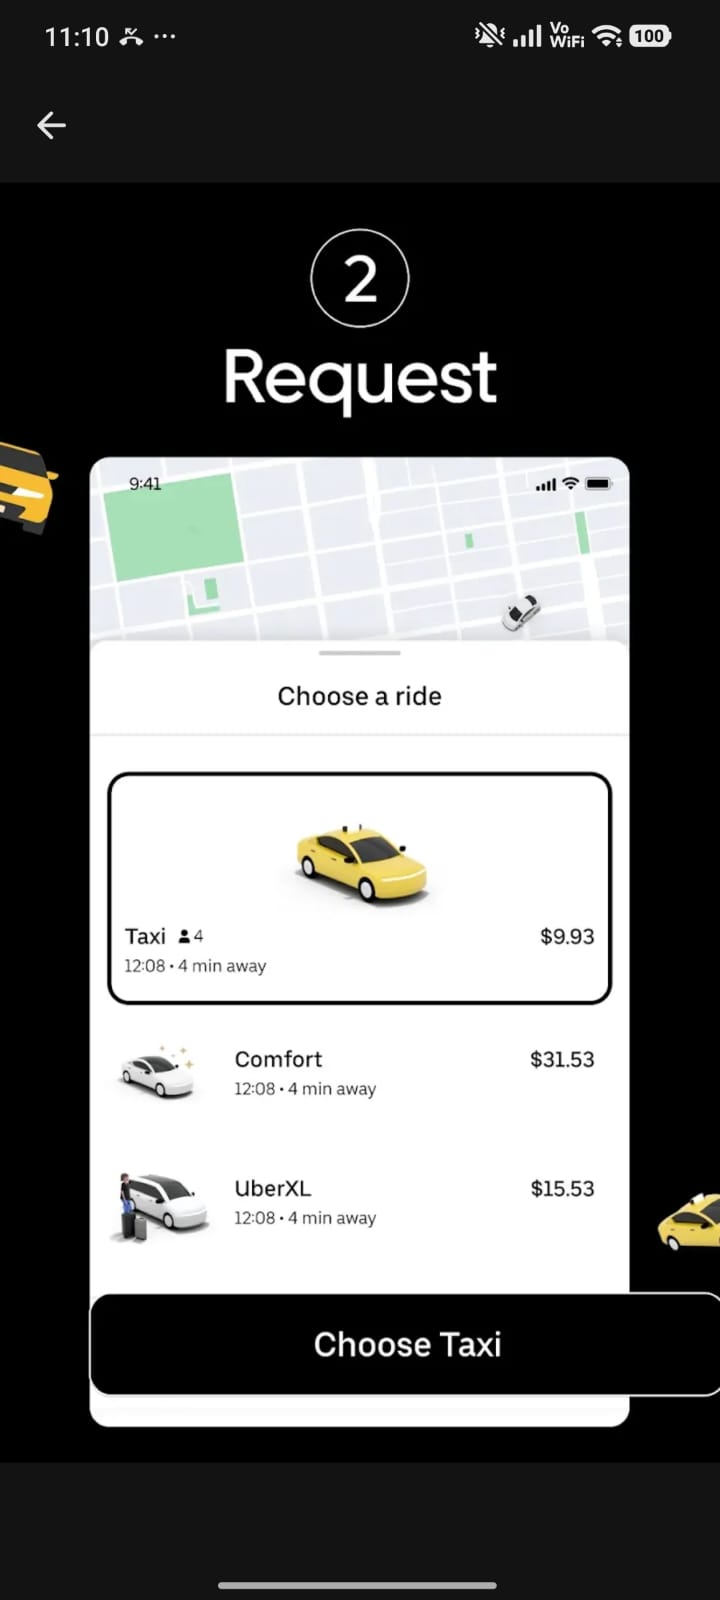 11:10 ...
Vo
WiFi
100
2
Request
9:41
Choose a ride
Taxi 4
$9.93
12:08 • 4 min away
Comfort
$31.53
12:08 • 4 min away
UberXL
$15.53
12:08 • 4 min away
Choose Taxi